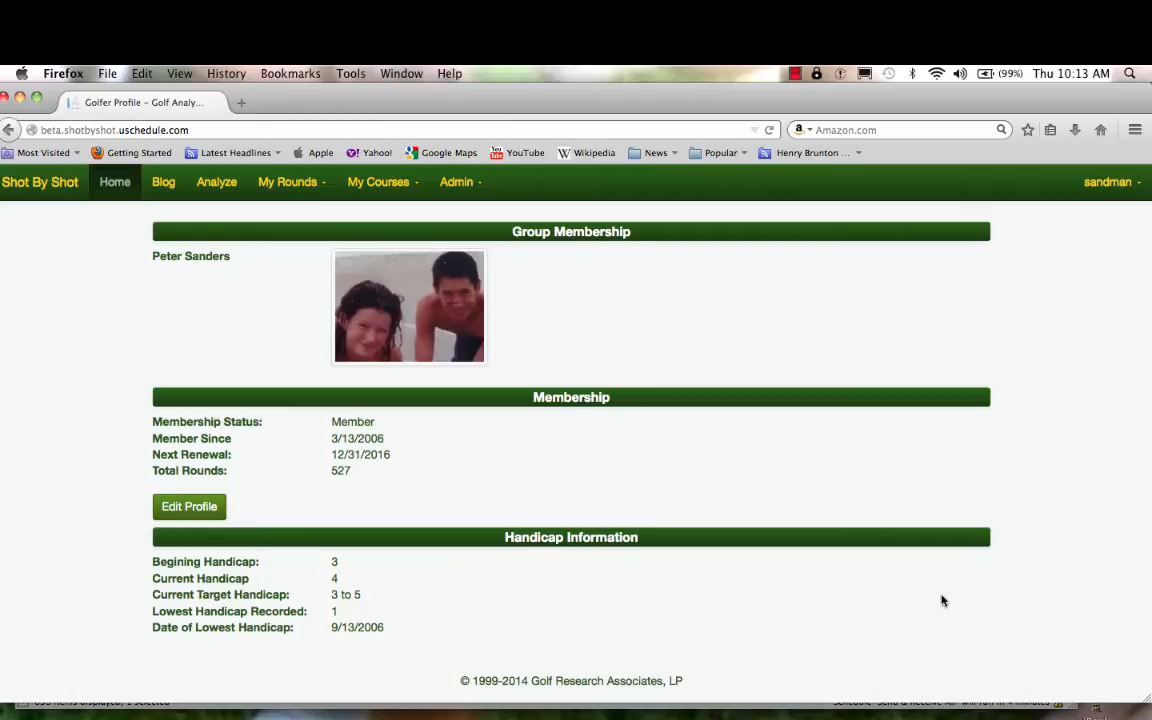 Firefox File Edit View History Bookmarks Tools Window Help (99%) Thu 10:13 AM
Golfer Profile – Golf Analy...
beta.shotbyshot.uschedule.com Amazon.com
Most Visited Getting Started Latest Headlines Apple Yahoo Google Maps YouTube Wikipedia News Popular Henry Brunton ...
Shot By Shot Home Blog Analyze My Rounds My Courses Admin sandman
Group Membership
Peter Sanders
Membership
Membership Status: Member
Member Since 3/13/2006
Next Renewal: 12/31/2016
Total Rounds: 527
Edit Profile
Handicap Information
Begining Handicap: 3
Current Handicap 4
Current Target Handicap: 3 to 5
Lowest Handicap Recorded: 1
Date of Lowest Handicap: 9/13/2006
© 1999-2014 Golf Research Associates, LP